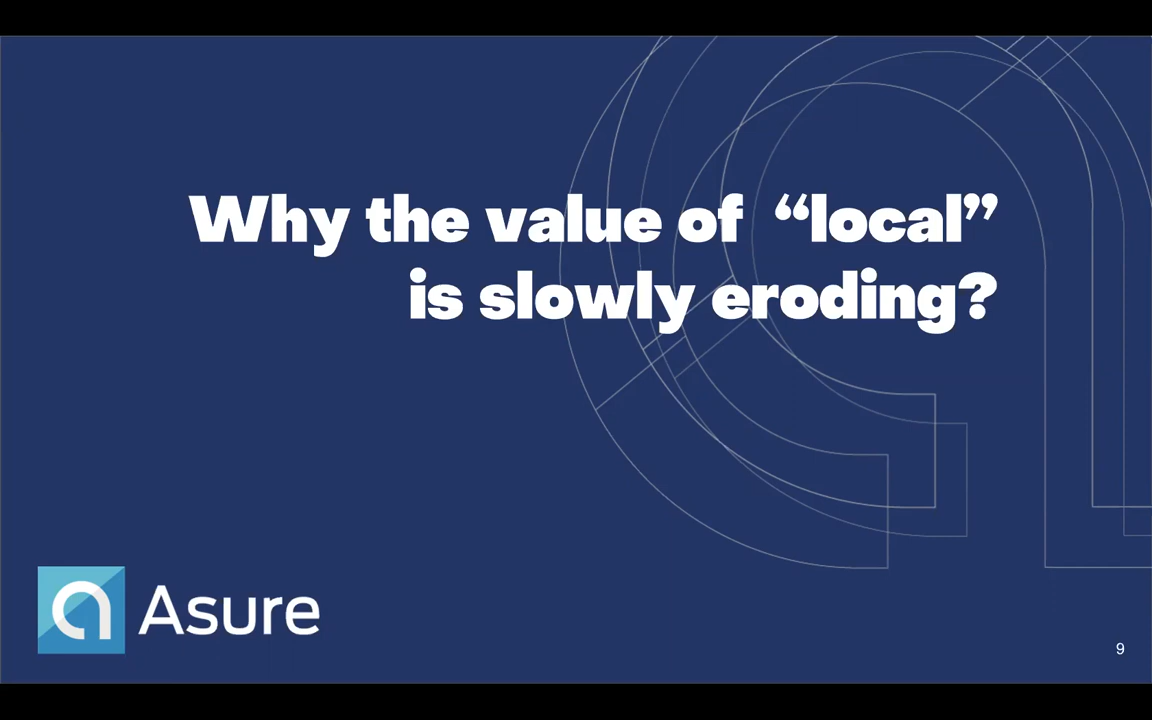 Why the value of “local”
is slowly eroding?
Asure
9